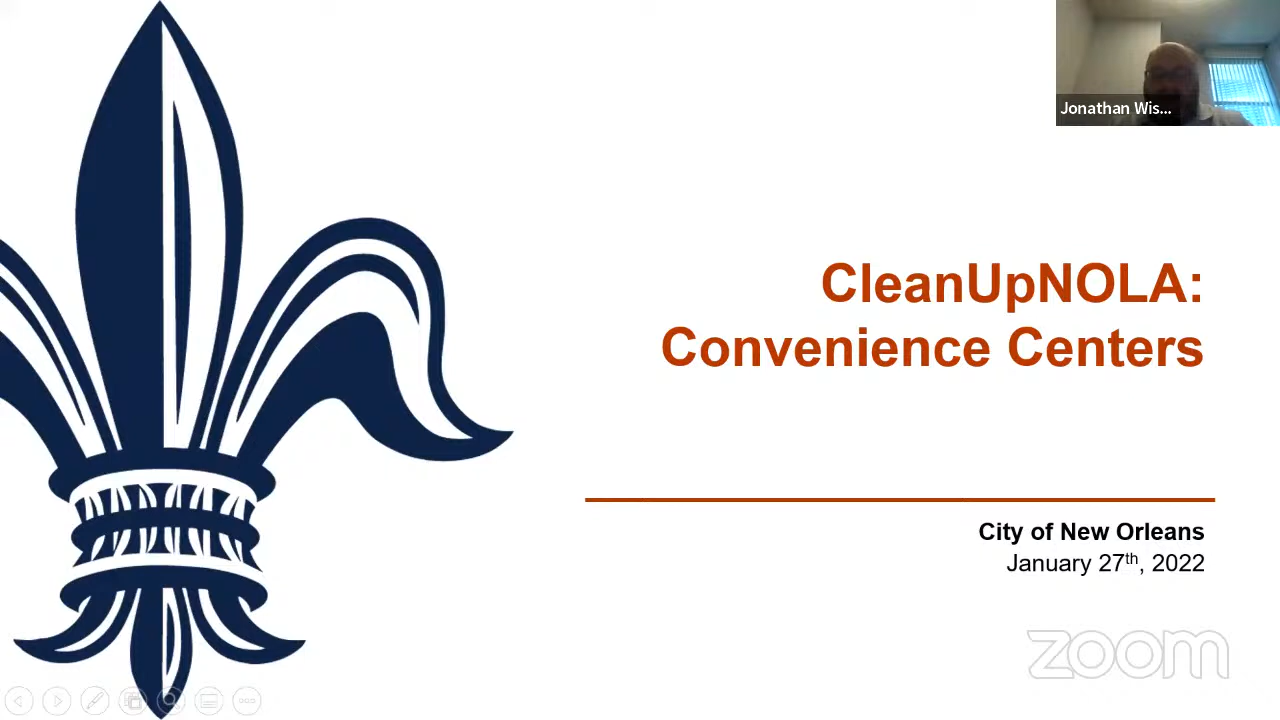 Jonathan Wis...
CleanUpNOLA:
Convenience Centers
City of New Orleans
January 27th, 2022
zoom